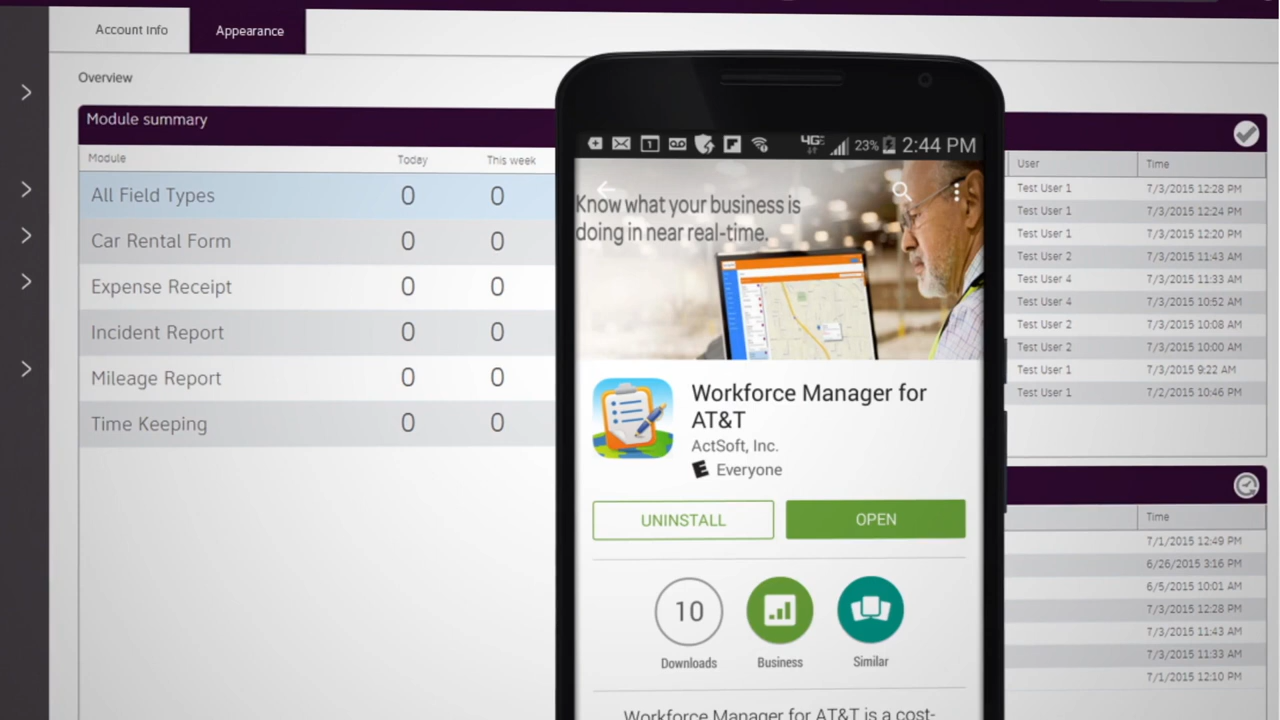 Account Info
Appearance
Overview
Module summary
Module Today This week
All Field Types 0 0
Car Rental Form 0 0
Expense Receipt 0 0
Incident Report 0 0
Mileage Report 0 0
Time Keeping 0 0
1
4G
23%
2:44 PM
Know what your business is
doing in near real-time.
Workforce Manager for
AT&T
ActSoft, Inc.
E Everyone
UNINSTALL
OPEN
10
Downloads
Business
Similar
Workforce Manager for AT&T is a cost-
User Time
Test User 1 7/3/2015 12:28 PM
Test User 1 7/3/2015 12:24 PM
Test User 1 7/3/2015 12:20 PM
Test User 2 7/3/2015 11:43 AM
Test User 4 7/3/2015 11:33 AM
Test User 4 7/3/2015 10:52 AM
Test User 2 7/3/2015 10:08 AM
Test User 2 7/3/2015 10:00 AM
Test User 1 7/3/2015 9:22 AM
Test User 1 7/2/2015 10:46 PM
Time
7/1/2015 12:49 PM
6/26/2015 3:16 PM
6/5/2015 10:01 AM
7/3/2015 12:28 PM
7/3/2015 11:43 AM
7/3/2015 11:33 AM
7/1/2015 12:10 PM